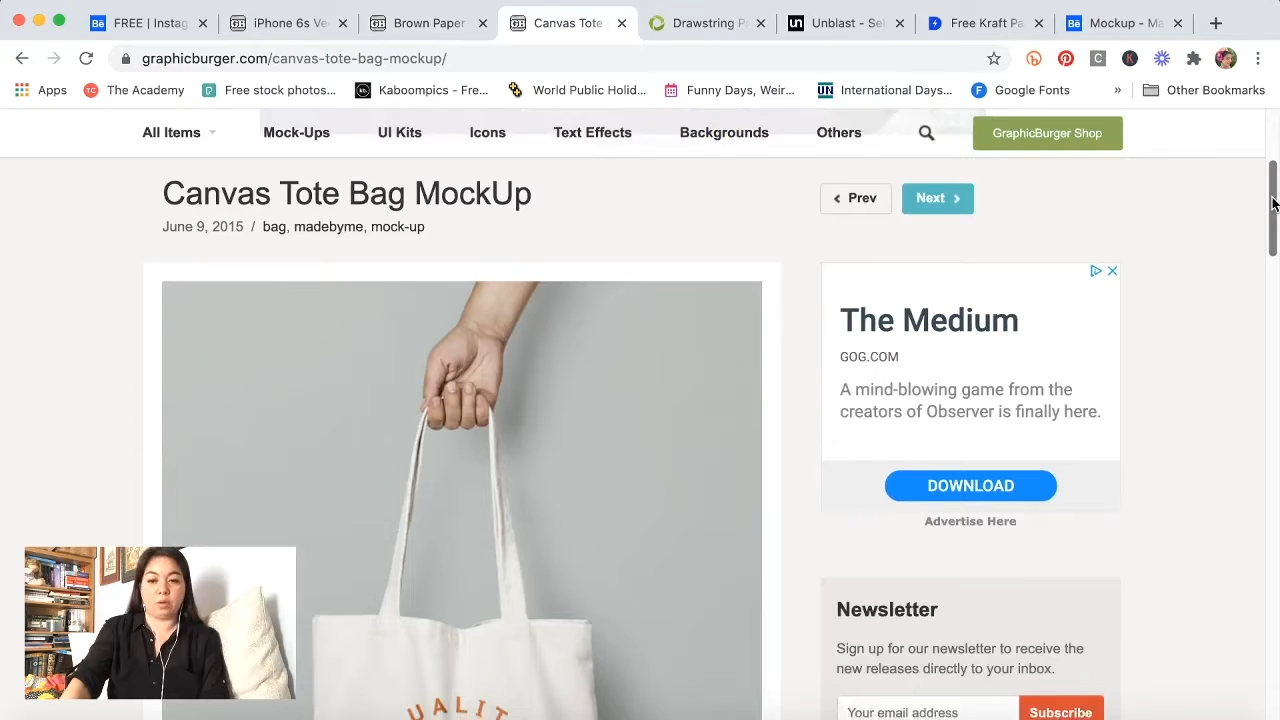 FREE | Instag
iPhone 6s Ve
Brown Paper
Canvas Tote
Drawstring P
Unblast - Sel
Free Kraft Pa
Mockup - Ma
graphicburger.com/canvas-tote-bag-mockup/
Apps
The Academy
Free stock photos...
Kaboompics - Fre...
World Public Holid...
Funny Days, Weir...
UN
International Days...
Google Fonts
»
Other Bookmarks
All Items
Mock-Ups
UI Kits
Icons
Text Effects
Backgrounds
Others
GraphicBurger Shop
Canvas Tote Bag MockUp
Prev
Next
June 9, 2015 / bag, madebyme, mock-up
The Medium
GOG.COM
A mind-blowing game from the
creators of Observer is finally here.
DOWNLOAD
Advertise Here
Newsletter
Sign up for our newsletter to receive the
new releases directly to your inbox.
Your email address
Subscribe
UALIT